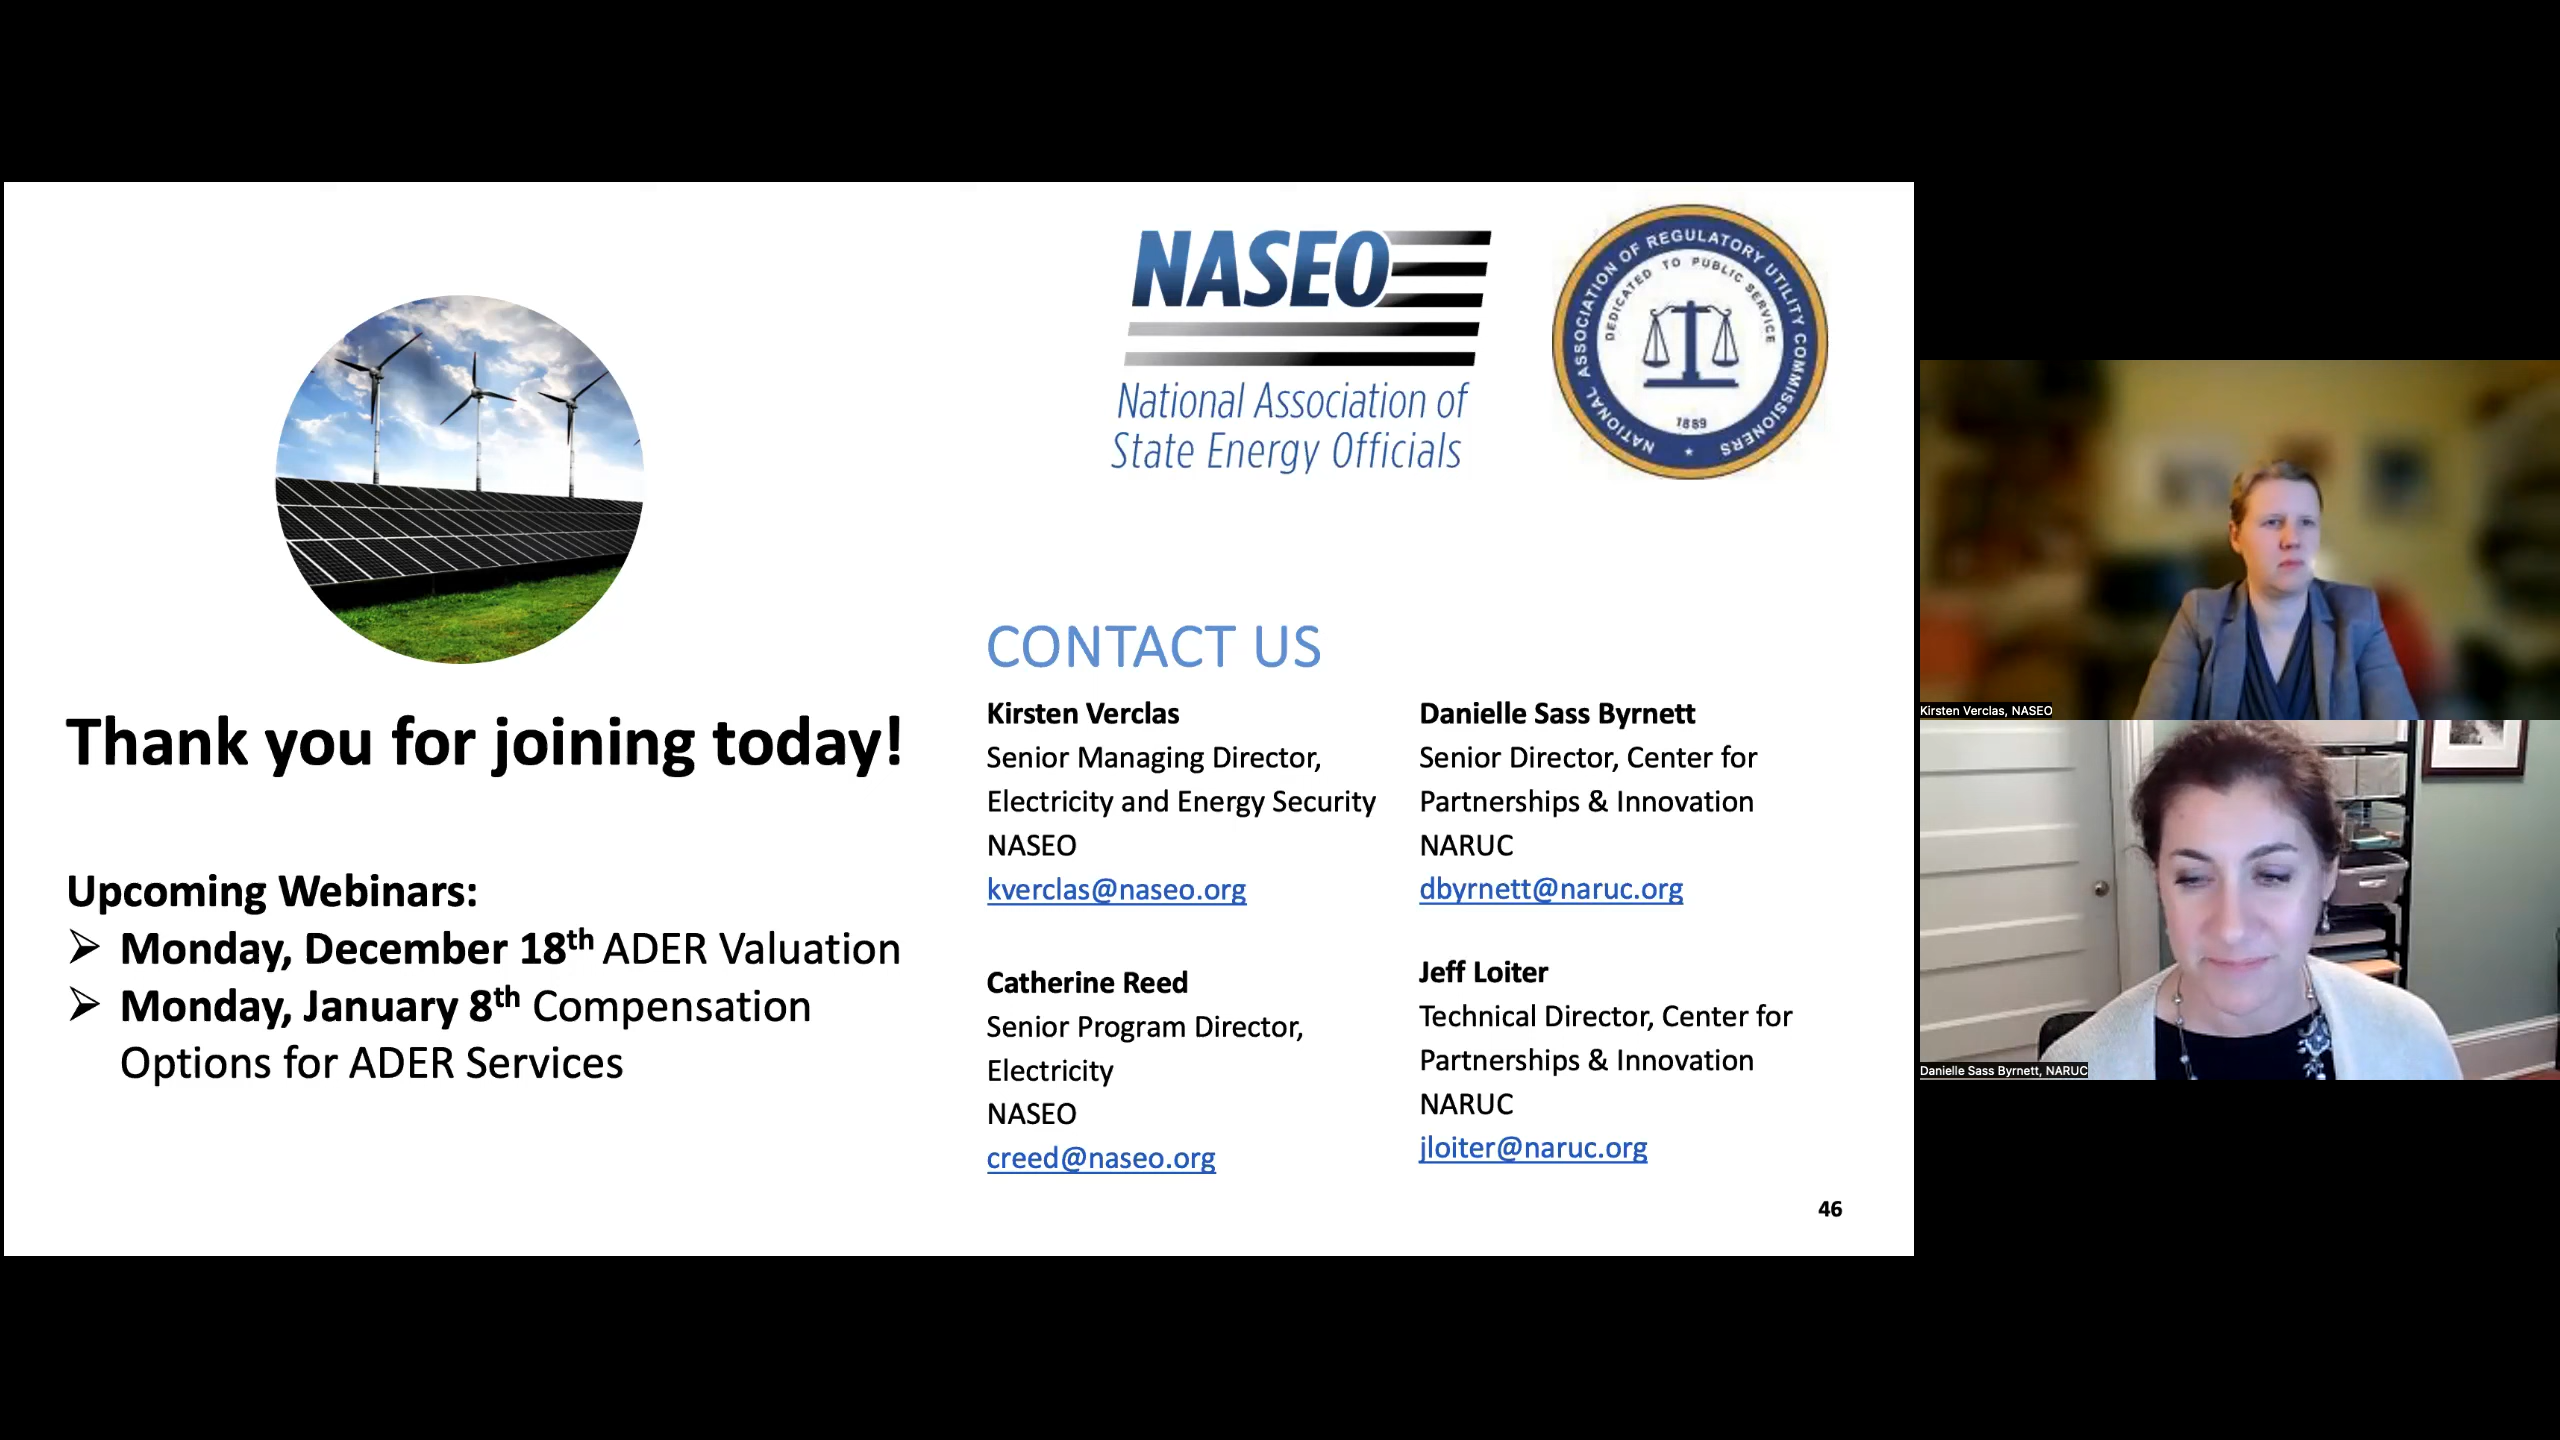 NASEO
National Association of
State Energy Officials
NATIONAL ASSOCIATION OF REGULATORY UTILITY COMMISSIONERS
DEDICATED TO PUBLIC SERVICE
1889
Thank you for joining today!
Upcoming Webinars:
➢ Monday, December 18th ADER Valuation
➢ Monday, January 8th Compensation
Options for ADER Services
CONTACT US
Kirsten Verclas
Senior Managing Director,
Electricity and Energy Security
NASEO
kverclas@naseo.org
Catherine Reed
Senior Program Director,
Electricity
NASEO
creed@naseo.org
Danielle Sass Byrnett
Senior Director, Center for
Partnerships & Innovation
NARUC
dbyrnett@naruc.org
Jeff Loiter
Technical Director, Center for
Partnerships & Innovation
NARUC
jloiter@naruc.org
46
Kirsten Verclas, NASEO
Danielle Sass Byrnett, NARUC